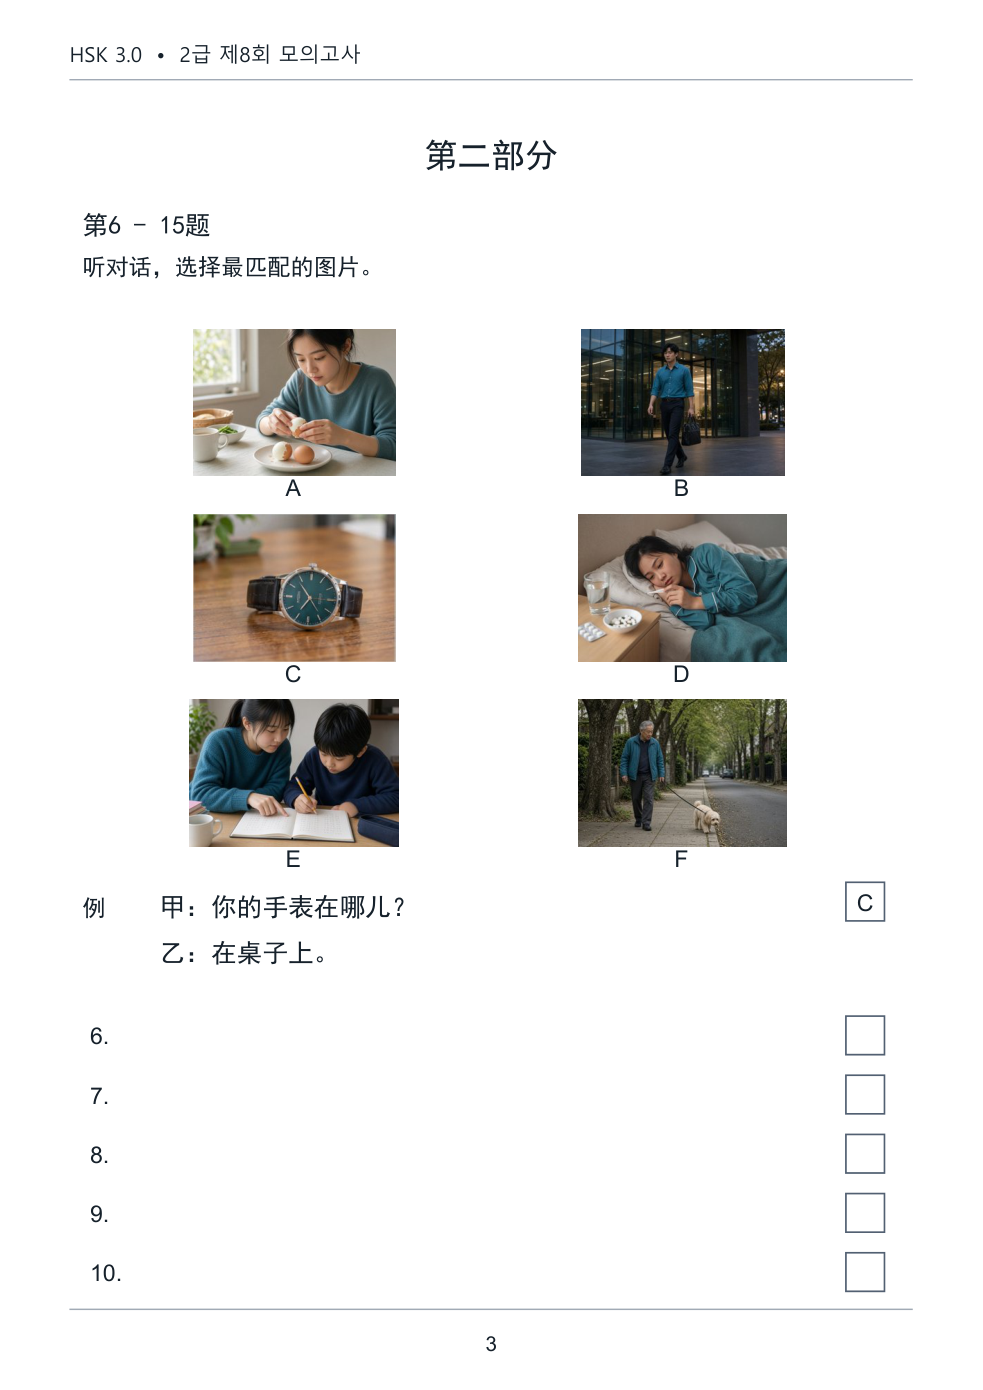 HSK 3.0 • 2급 제8회 모의고사
第二部分
第6 - 15题
听对话，选择最匹配的图片。
A
B
C
D
E
F
例 甲：你的手表在哪儿？ C
乙：在桌子上。
6.
7.
8.
9.
10.
3